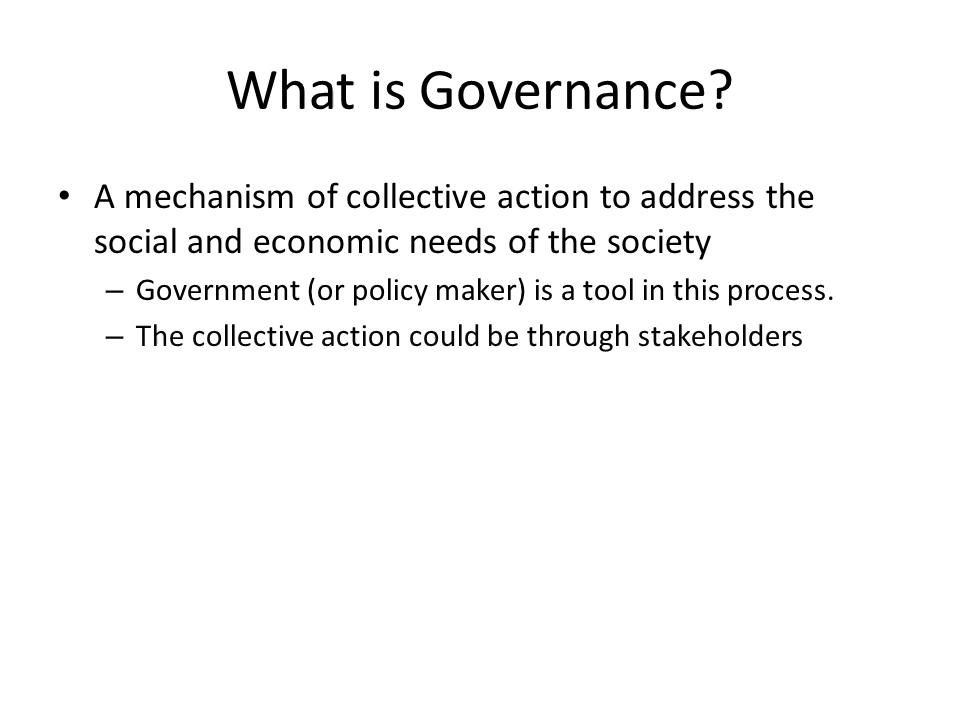 What is Governance?
• A mechanism of collective action to address the
social and economic needs of the society
– Government (or policy maker) is a tool in this process.
– The collective action could be through stakeholders